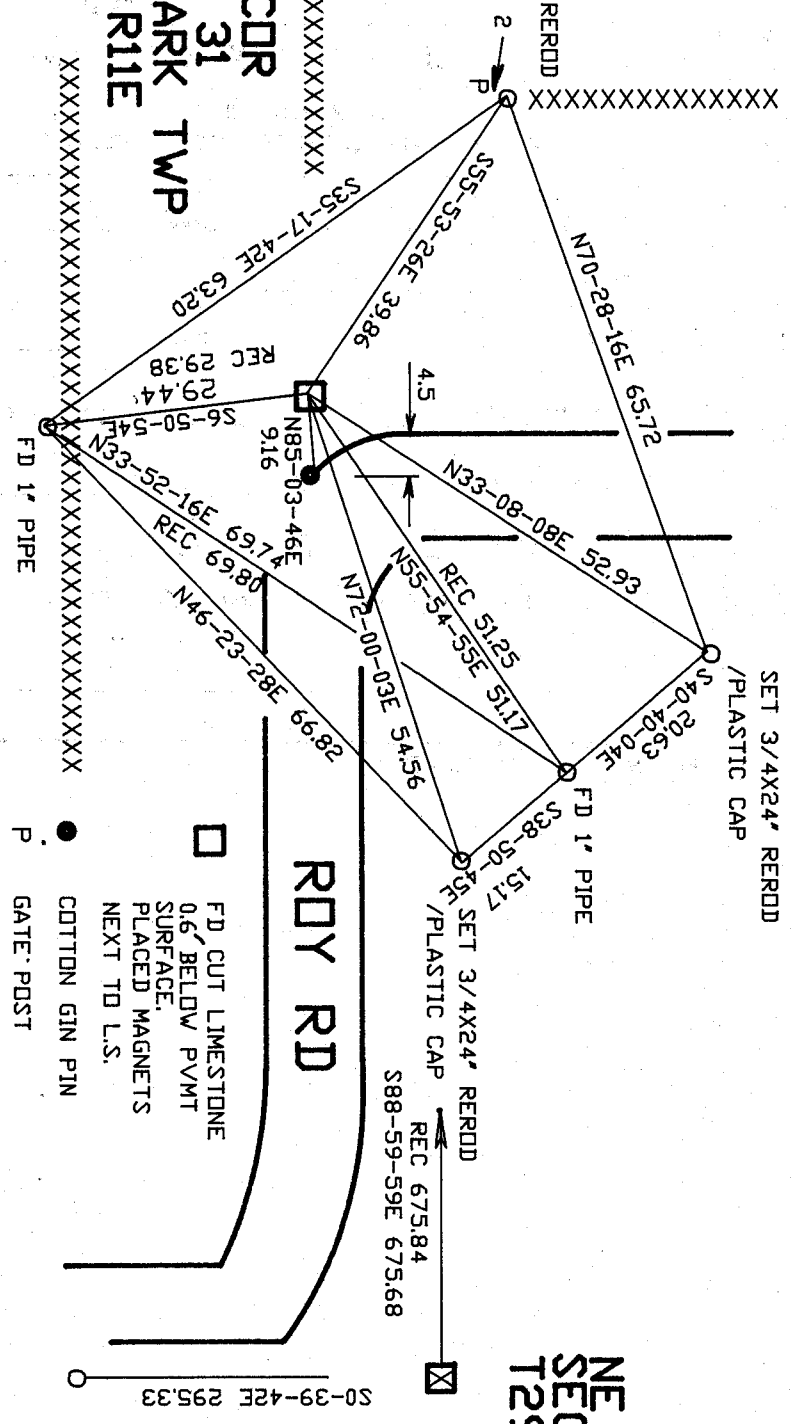 COR
31
ARK TWP
R11E
REROD
2
P
S35-17-42E 63.20
S55-53-26E 39.86
N70-28-16E 65.72
REC 29.38
29.44'
S6-50-54E
FD 1" PIPE
4.5
N85-03-46E
9.16
N33-08-08E 52.93
REC 51.25
N55-54-55E 51.17
N72-00-03E 54.56
N33-52-16E 69.74
REC 69.80
N46-23-28E 66.82
SET 3/4X24" REROD
/PLASTIC CAP
S40-40-04E
20.63
FD 1" PIPE
S38-50-45E
15.17
SET 3/4X24" REROD
/PLASTIC CAP
ROY RD
REC 675.84
S88-59-59E 675.68
FD CUT LIMESTONE
0.6' BELOW PVMT
SURFACE.
PLACED MAGNETS
NEXT TO L.S.
COTTON GIN PIN
P
GATE POST
S0-39-42E 295.33
NE
SEC
T29